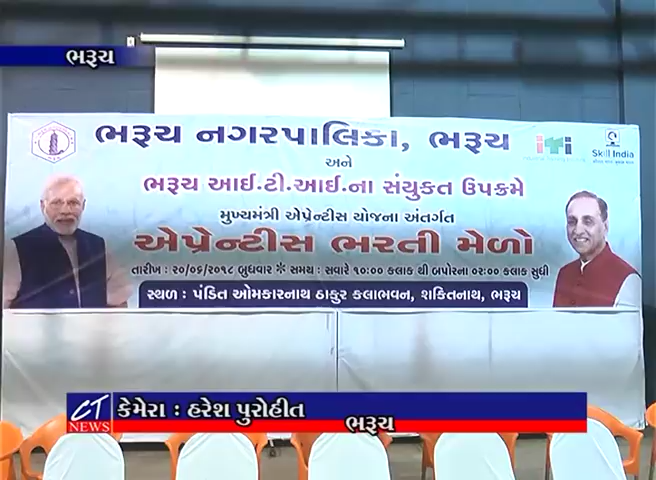 ભરૂચ
ભરૂચ નગરપાલિકા, ભરૂચ
iTi
Skill India
અને
ભરૂચ આઈ.ટી.આઈ.ના સંયુકત ઉપક્રમે
મુખ્યમંત્રી એપ્રેન્ટીસ યોજના અંતર્ગત
એપ્રેન્ટીસ ભરતી મેળો
તારીખ : ૨૦/૦૬/૨૦૧૮ બુધવાર * સમય : સવારે ૧૦:૦૦ કલાક થી બપોરના ૦૨:૦૦ કલાક સુધી
સ્થળ : પંડિત ઓમકારનાથ ઠાકુર કલાભવન, શકિતનાથ, ભરૂચ
CT NEWS
કેમેરા : હરેશ પુરોહીત
ભરૂચ